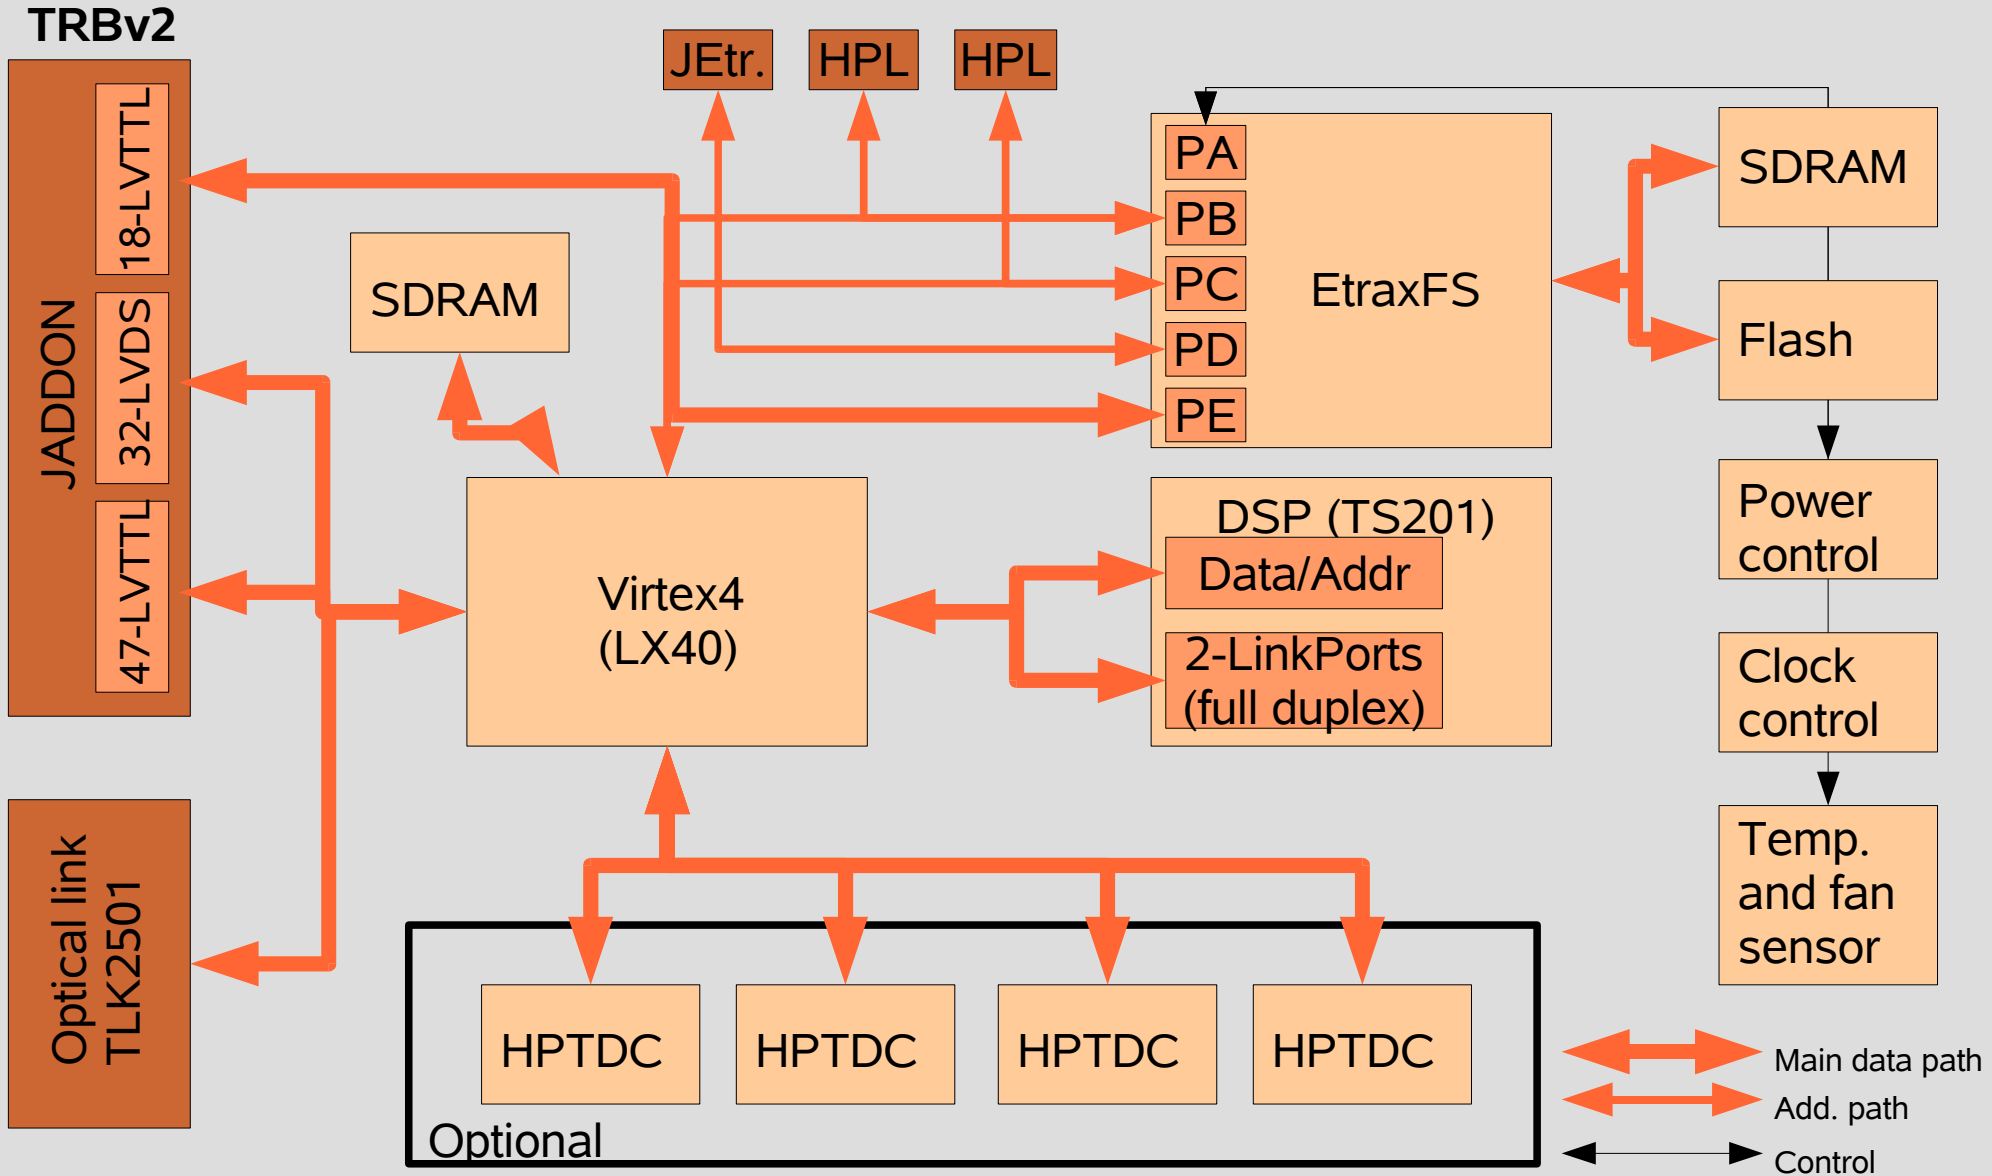 TRBv2
JADDON
18-LVTTL
32-LVDS
47-LVTTL
Optical link
TLK2501
JEtr.
HPL
HPL
SDRAM
PA
PB
PC
PD
PE
EtraxFS
SDRAM
Flash
Power
control
Clock
control
Temp.
and fan
sensor
Virtex4
(LX40)
DSP (TS201)
Data/Addr
2-LinkPorts
(full duplex)
HPTDC
HPTDC
HPTDC
HPTDC
Optional
Main data path
Add. path
Control